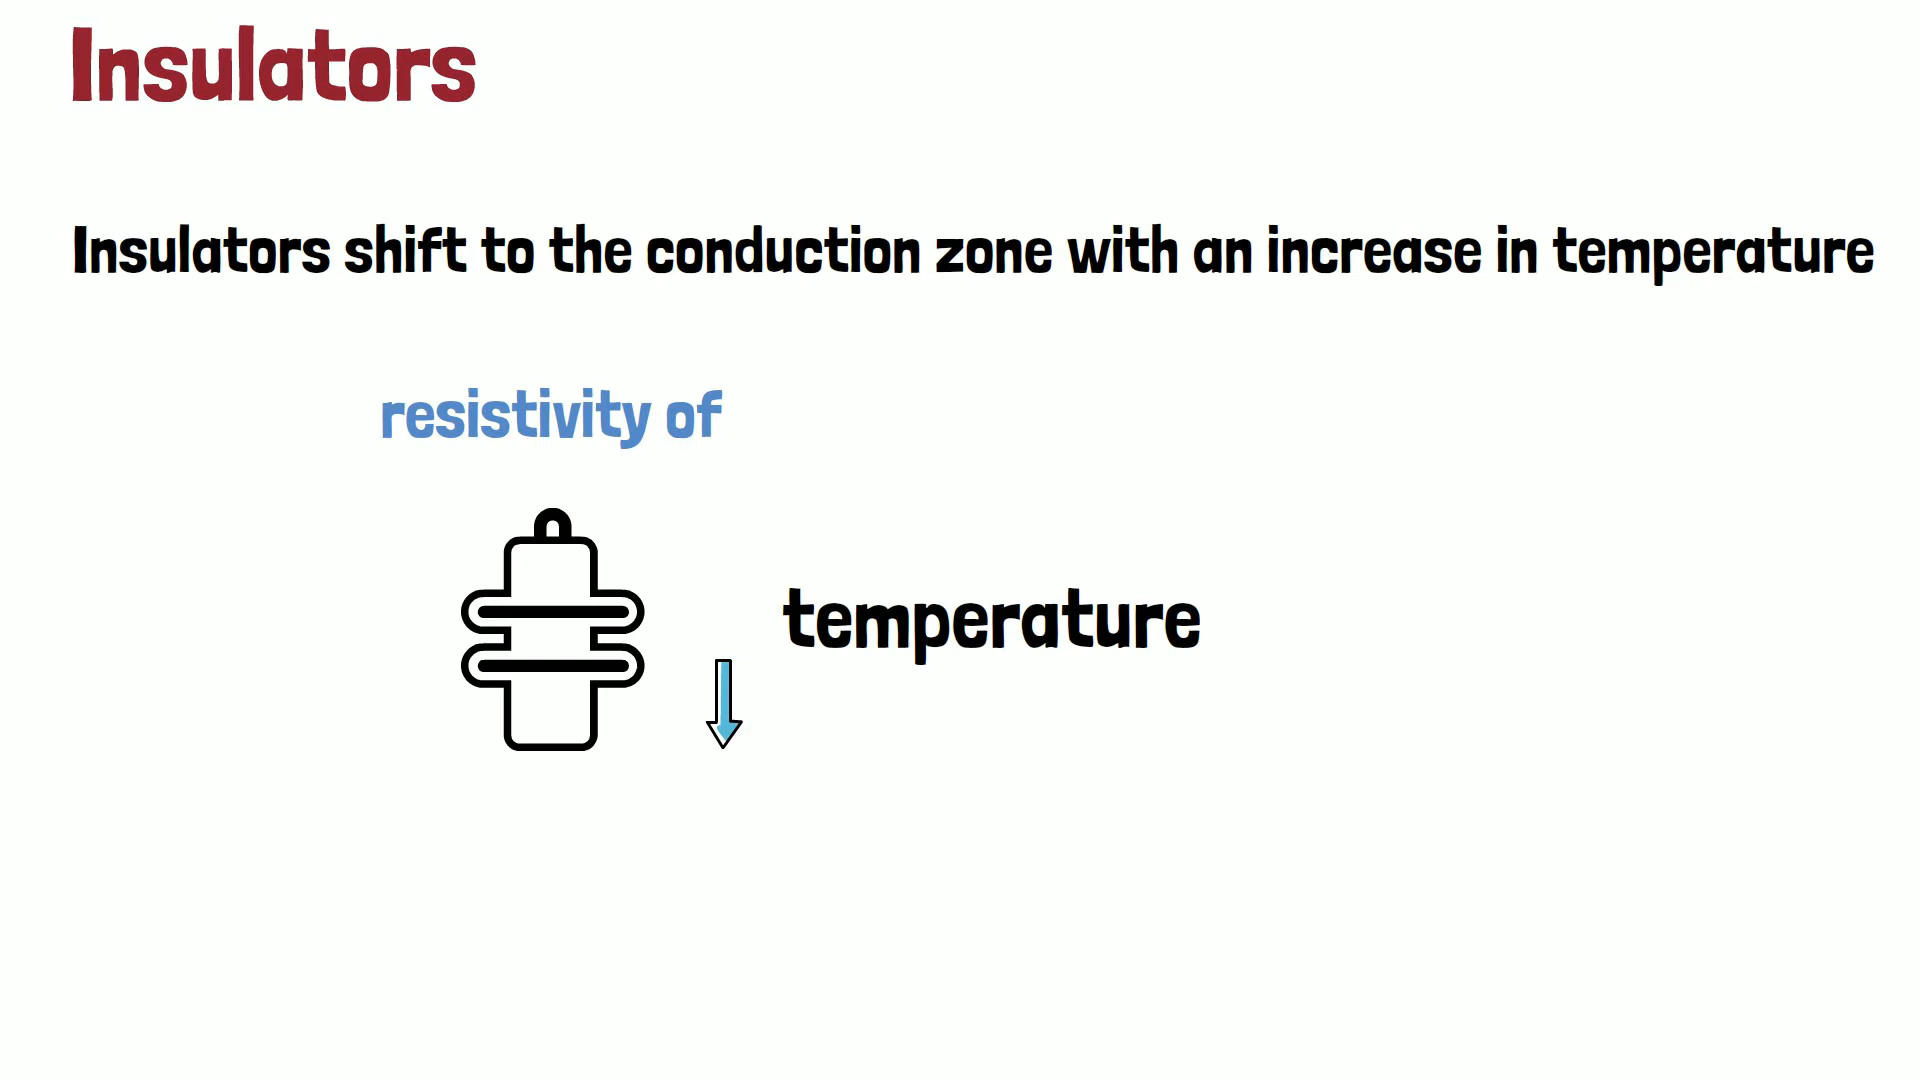 Insulators
Insulators shift to the conduction zone with an increase in temperature
resistivity of
temperature